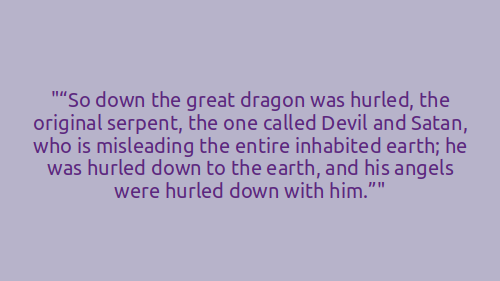 "“So down the great dragon was hurled, the
original serpent, the one called Devil and Satan,
who is misleading the entire inhabited earth; he
was hurled down to the earth, and his angels
were hurled down with him.”"